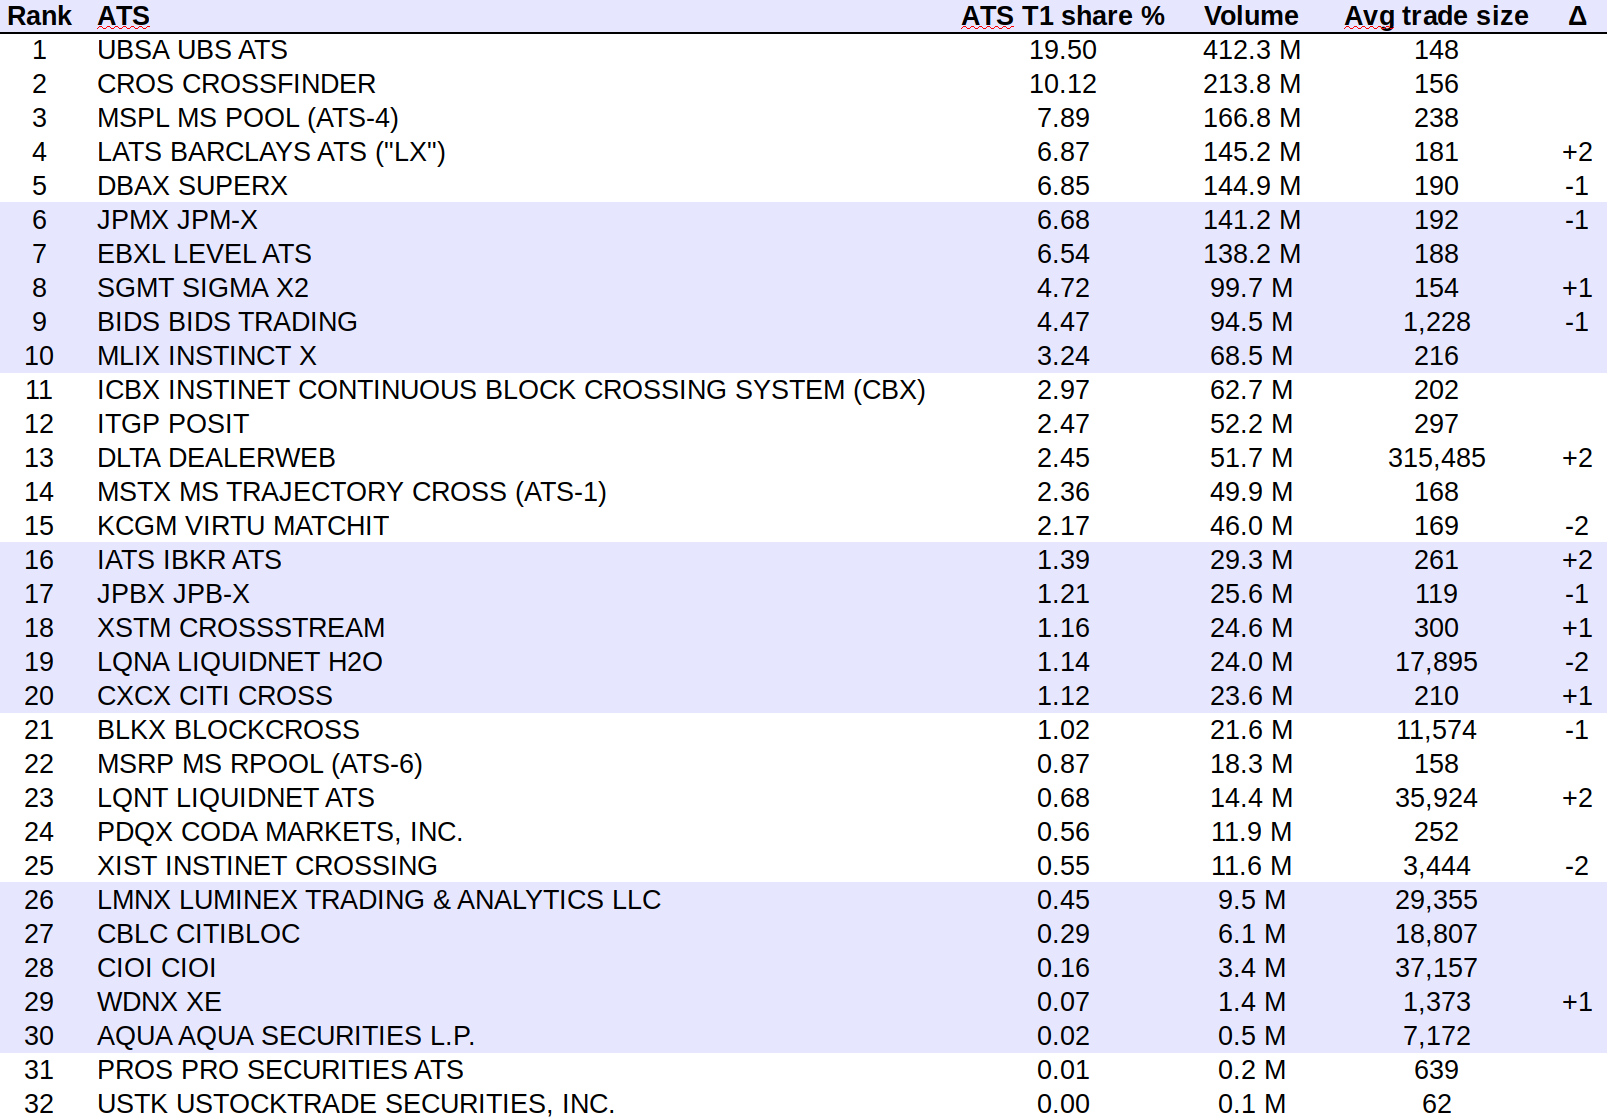 Rank ATS ATS T1 share % Volume Avg trade size Δ
1 UBSA UBS ATS 19.50 412.3 M 148
2 CROS CROSSFINDER 10.12 213.8 M 156
3 MSPL MS POOL (ATS-4) 7.89 166.8 M 238
4 LATS BARCLAYS ATS ("LX") 6.87 145.2 M 181 +2
5 DBAX SUPERX 6.85 144.9 M 190 -1
6 JPMX JPM-X 6.68 141.2 M 192 -1
7 EBXL LEVEL ATS 6.54 138.2 M 188
8 SGMT SIGMA X2 4.72 99.7 M 154 +1
9 BIDS BIDS TRADING 4.47 94.5 M 1,228 -1
10 MLIX INSTINCT X 3.24 68.5 M 216
11 ICBX INSTINET CONTINUOUS BLOCK CROSSING SYSTEM (CBX) 2.97 62.7 M 202
12 ITGP POSIT 2.47 52.2 M 297
13 DLTA DEALERWEB 2.45 51.7 M 315,485 +2
14 MSTX MS TRAJECTORY CROSS (ATS-1) 2.36 49.9 M 168
15 KCGM VIRTU MATCHIT 2.17 46.0 M 169 -2
16 IATS IBKR ATS 1.39 29.3 M 261 +2
17 JPBX JPB-X 1.21 25.6 M 119 -1
18 XSTM CROSSSTREAM 1.16 24.6 M 300 +1
19 LQNA LIQUIDNET H2O 1.14 24.0 M 17,895 -2
20 CXCX CITI CROSS 1.12 23.6 M 210 +1
21 BLKX BLOCKCROSS 1.02 21.6 M 11,574 -1
22 MSRP MS RPOOL (ATS-6) 0.87 18.3 M 158
23 LQNT LIQUIDNET ATS 0.68 14.4 M 35,924 +2
24 PDQX CODA MARKETS, INC. 0.56 11.9 M 252
25 XIST INSTINET CROSSING 0.55 11.6 M 3,444 -2
26 LMNX LUMINEX TRADING & ANALYTICS LLC 0.45 9.5 M 29,355
27 CBLC CITIBLOC 0.29 6.1 M 18,807
28 CIOI CIOI 0.16 3.4 M 37,157
29 WDNX XE 0.07 1.4 M 1,373 +1
30 AQUA AQUA SECURITIES L.P. 0.02 0.5 M 7,172
31 PROS PRO SECURITIES ATS 0.01 0.2 M 639
32 USTK USTOCKTRADE SECURITIES, INC. 0.00 0.1 M 62